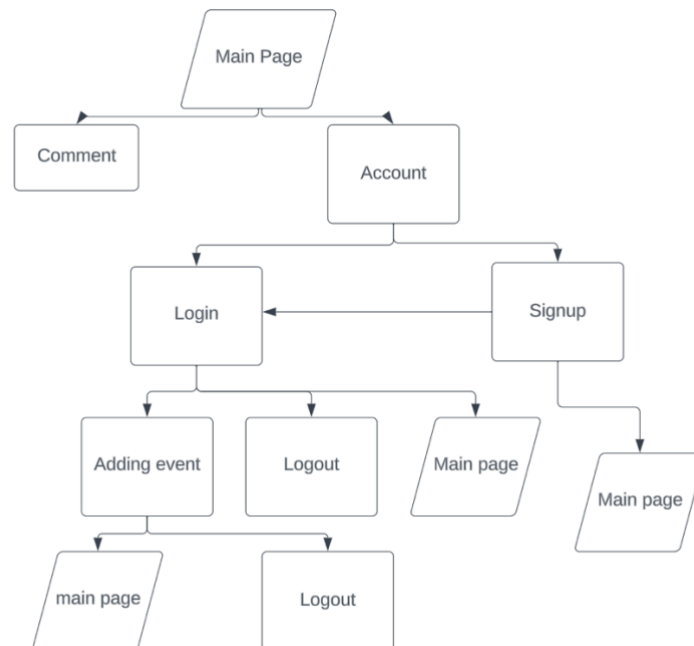 Main Page
Comment
Account
Login
Signup
Adding event
Logout
Main page
Main page
main page
Logout